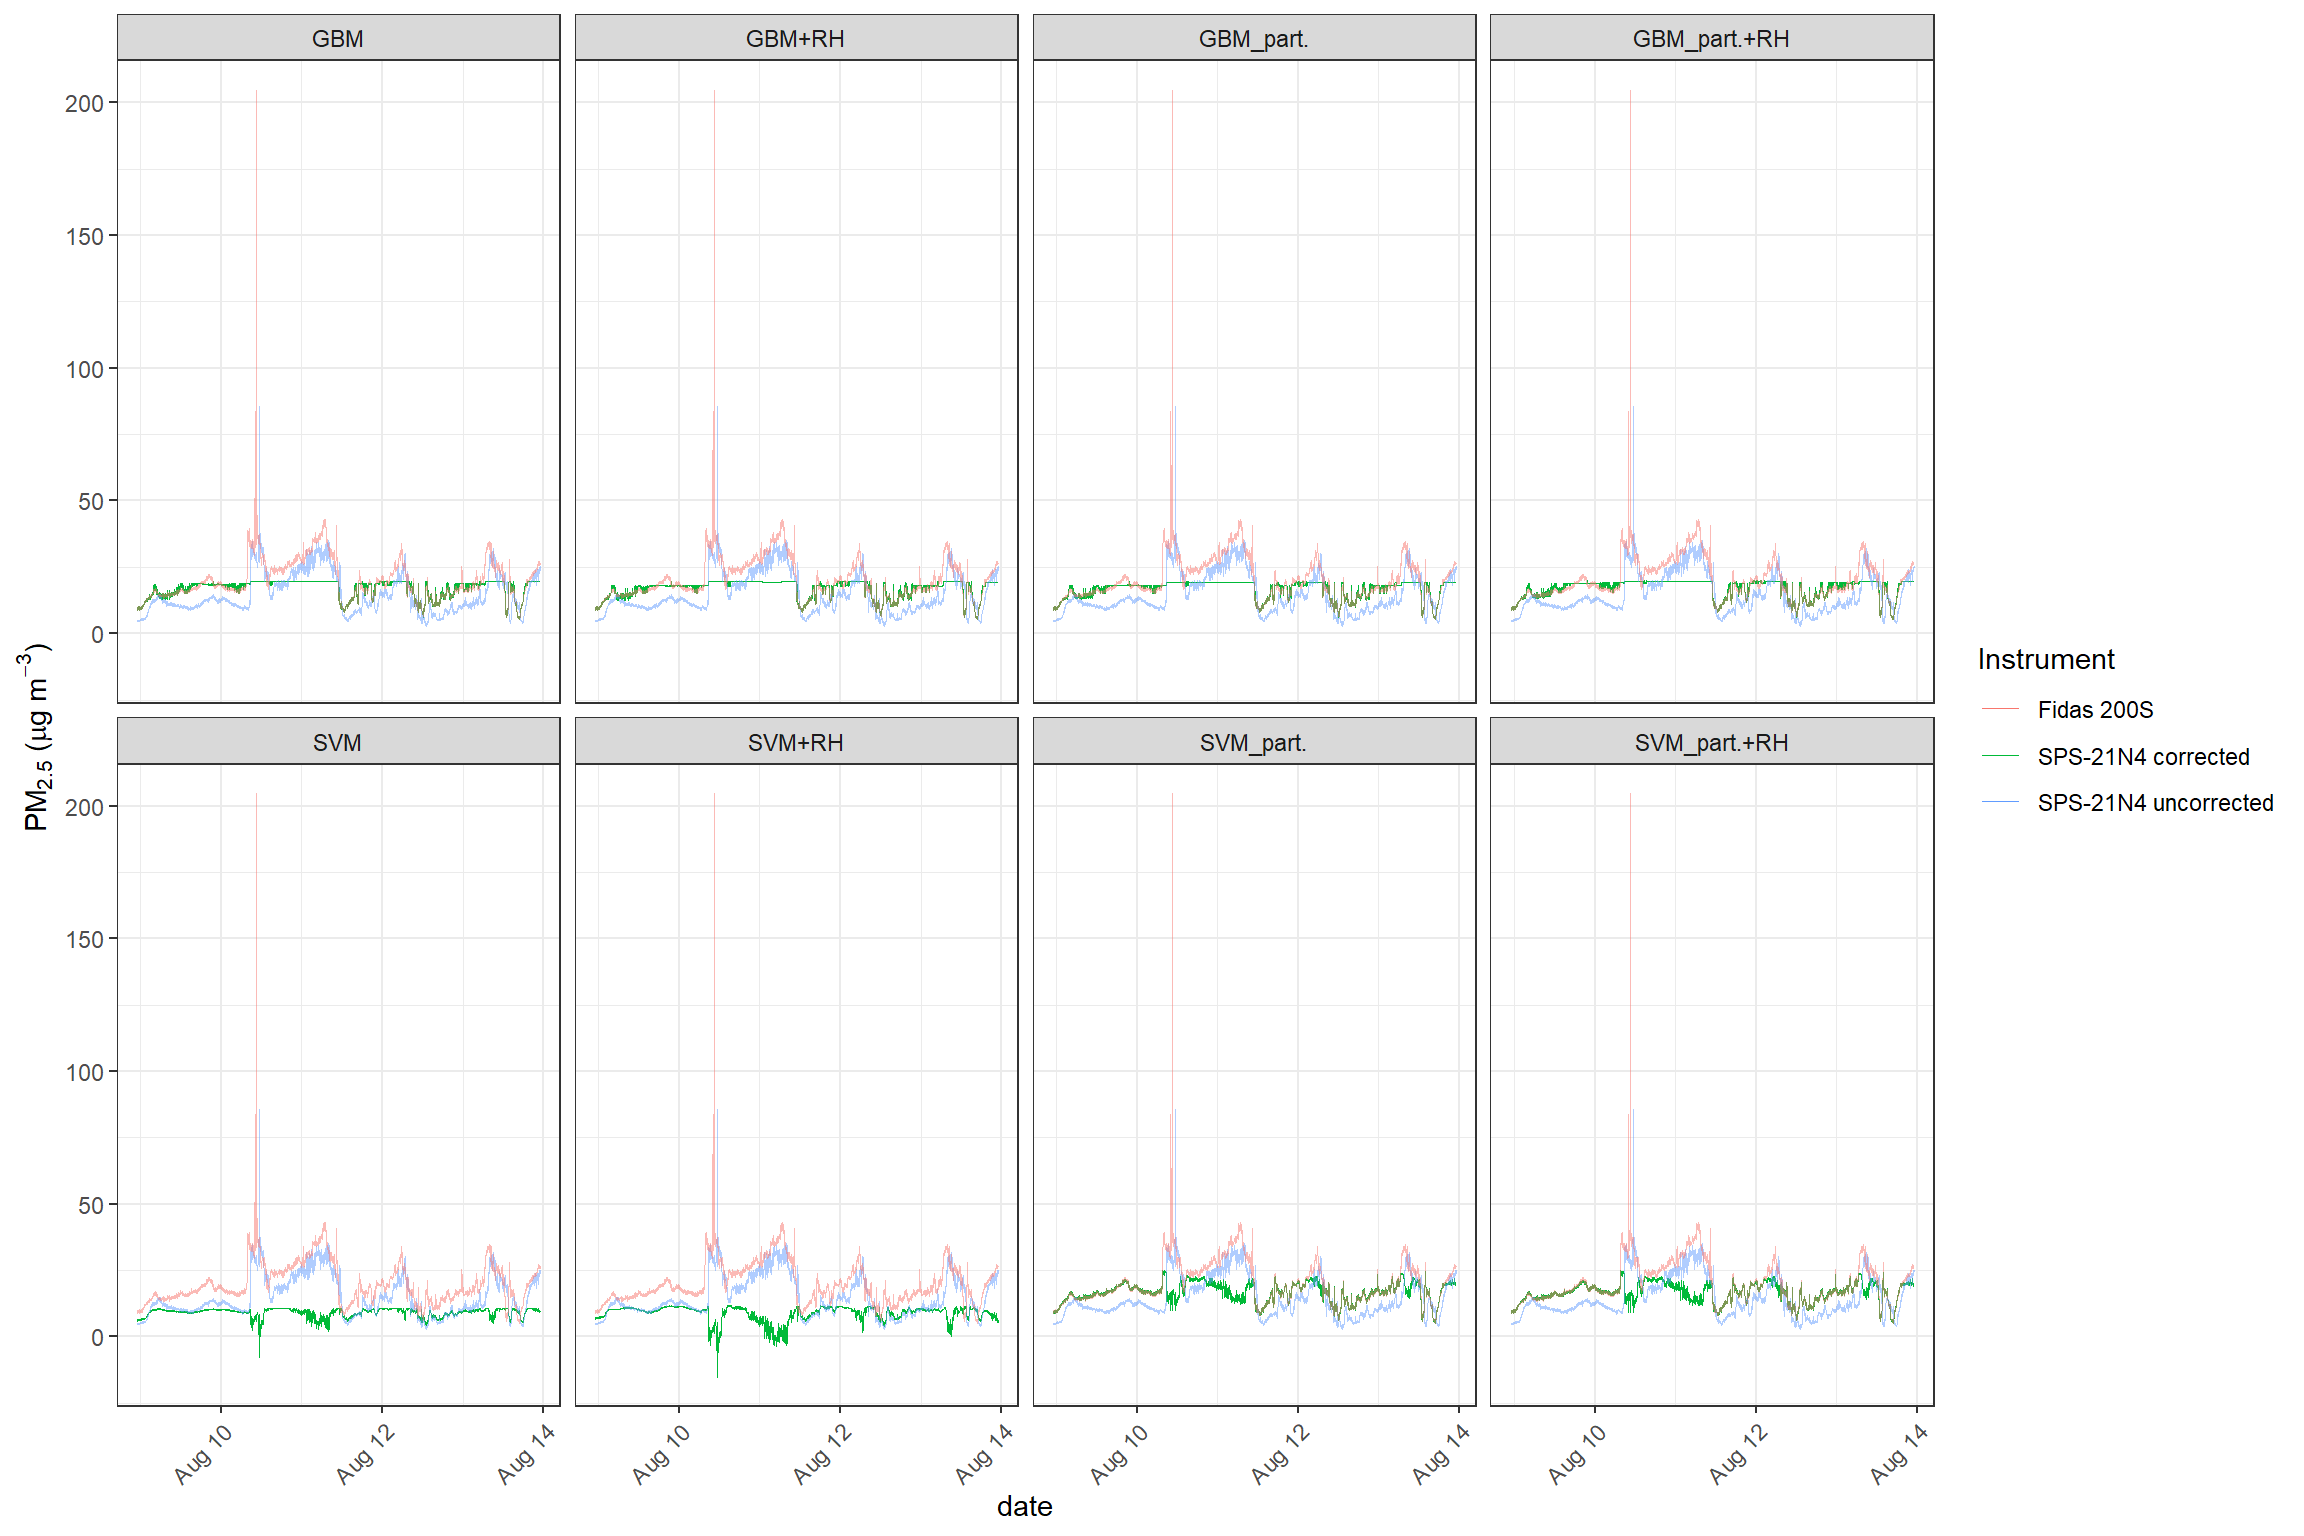 GBM GBM+RH GBM_part. GBM_part.+RH
200
150
100
50
0
SVM SVM+RH SVM_part. SVM_part.+RH
200
150
100
50
0
PM2.5 (µg m−3)
Aug 10 Aug 12 Aug 14 Aug 10 Aug 12 Aug 14 Aug 10 Aug 12 Aug 14 Aug 10 Aug 12 Aug 14
date
Instrument
Fidas 200S
SPS-21N4 corrected
SPS-21N4 uncorrected